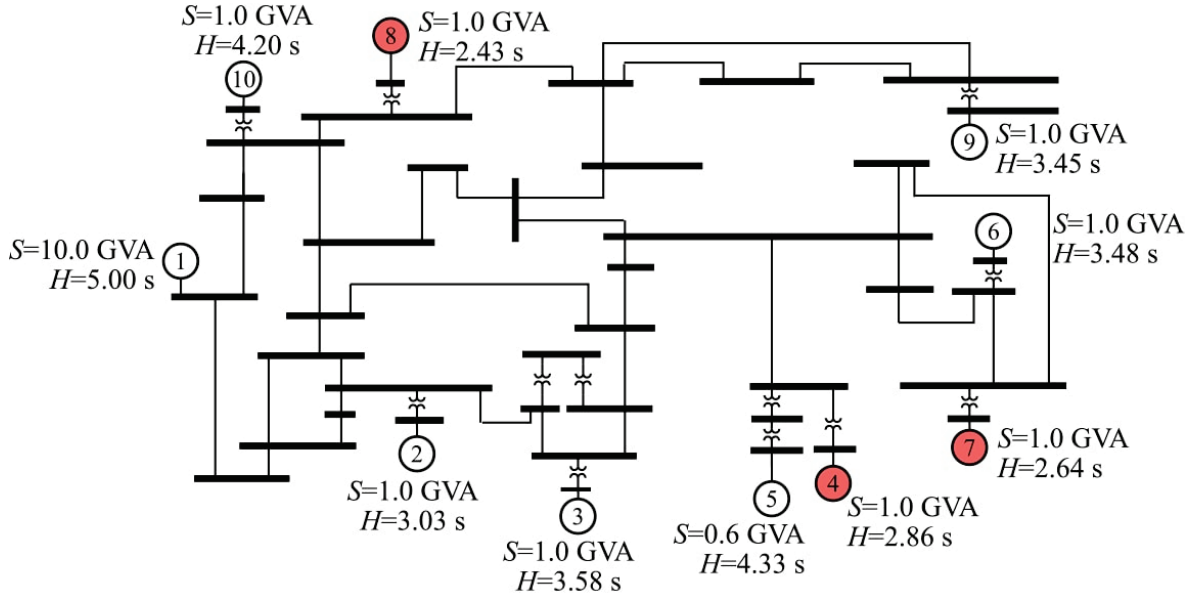 S=1.0 GVA
H=4.20 s
10
8
S=1.0 GVA
H=2.43 s
9
S=1.0 GVA
H=3.45 s
S=10.0 GVA
H=5.00 s
1
6
S=1.0 GVA
H=3.48 s
2
S=1.0 GVA
H=3.03 s
3
S=1.0 GVA
H=3.58 s
5
S=0.6 GVA
H=4.33 s
4
S=1.0 GVA
H=2.86 s
7
S=1.0 GVA
H=2.64 s